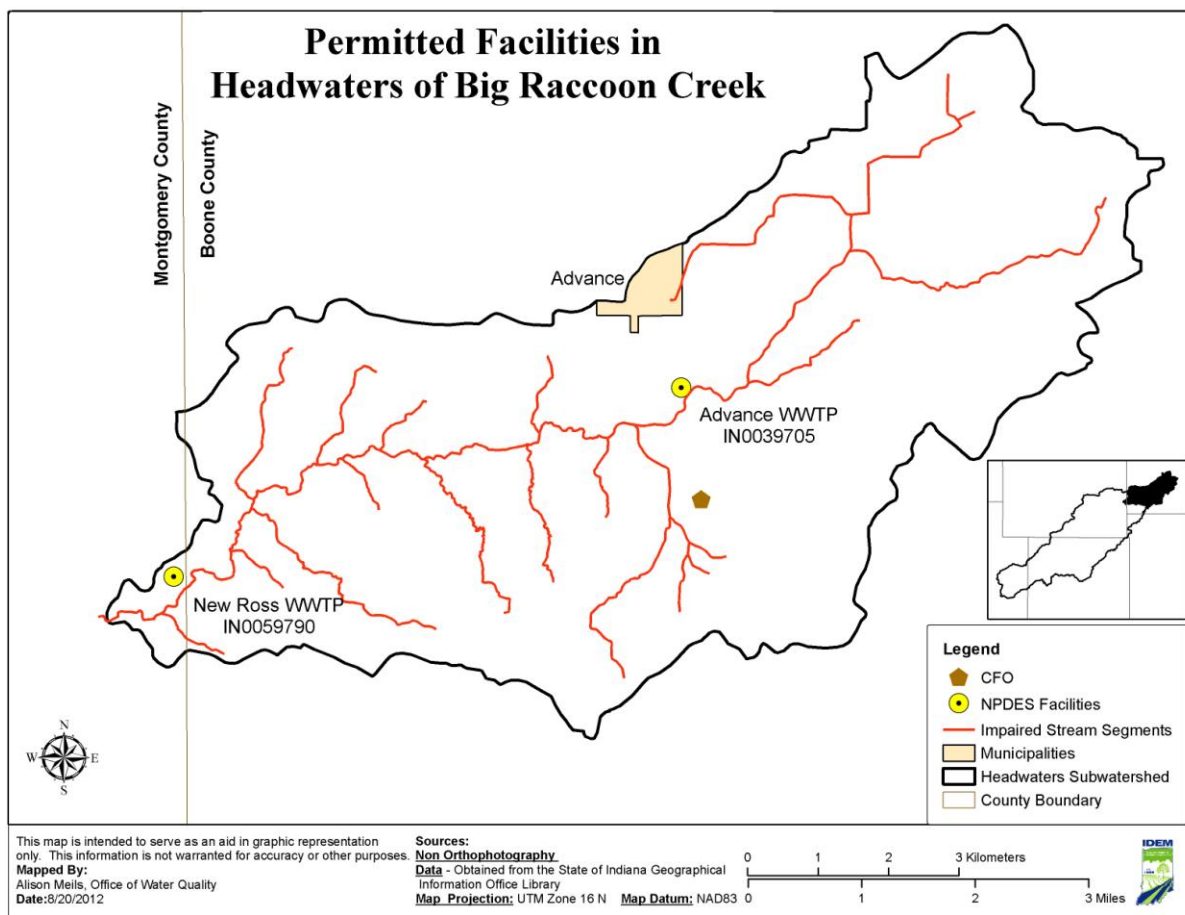 Permitted Facilities in
Headwaters of Big Raccoon Creek
Montgomery County
Boone County
Advance
Advance WWTP
IN0039705
New Ross WWTP
IN0059790
N
W
E
S
Legend
CFO
NPDES Facilities
Impaired Stream Segments
Municipalities
Headwaters Subwatershed
County Boundary
This map is intended to serve as an aid in graphic representation
only. This information is not warranted for accuracy or other purposes.
Mapped By:
Alison Meils, Office of Water Quality
Date:8/20/2012
Sources:
Non Orthophotography
Data - Obtained from the State of Indiana Geographical
Information Office Library
Map Projection: UTM Zone 16 N Map Datum: NAD83
0 1 2 3 Kilometers
0 1 2 3 Miles
IDEM